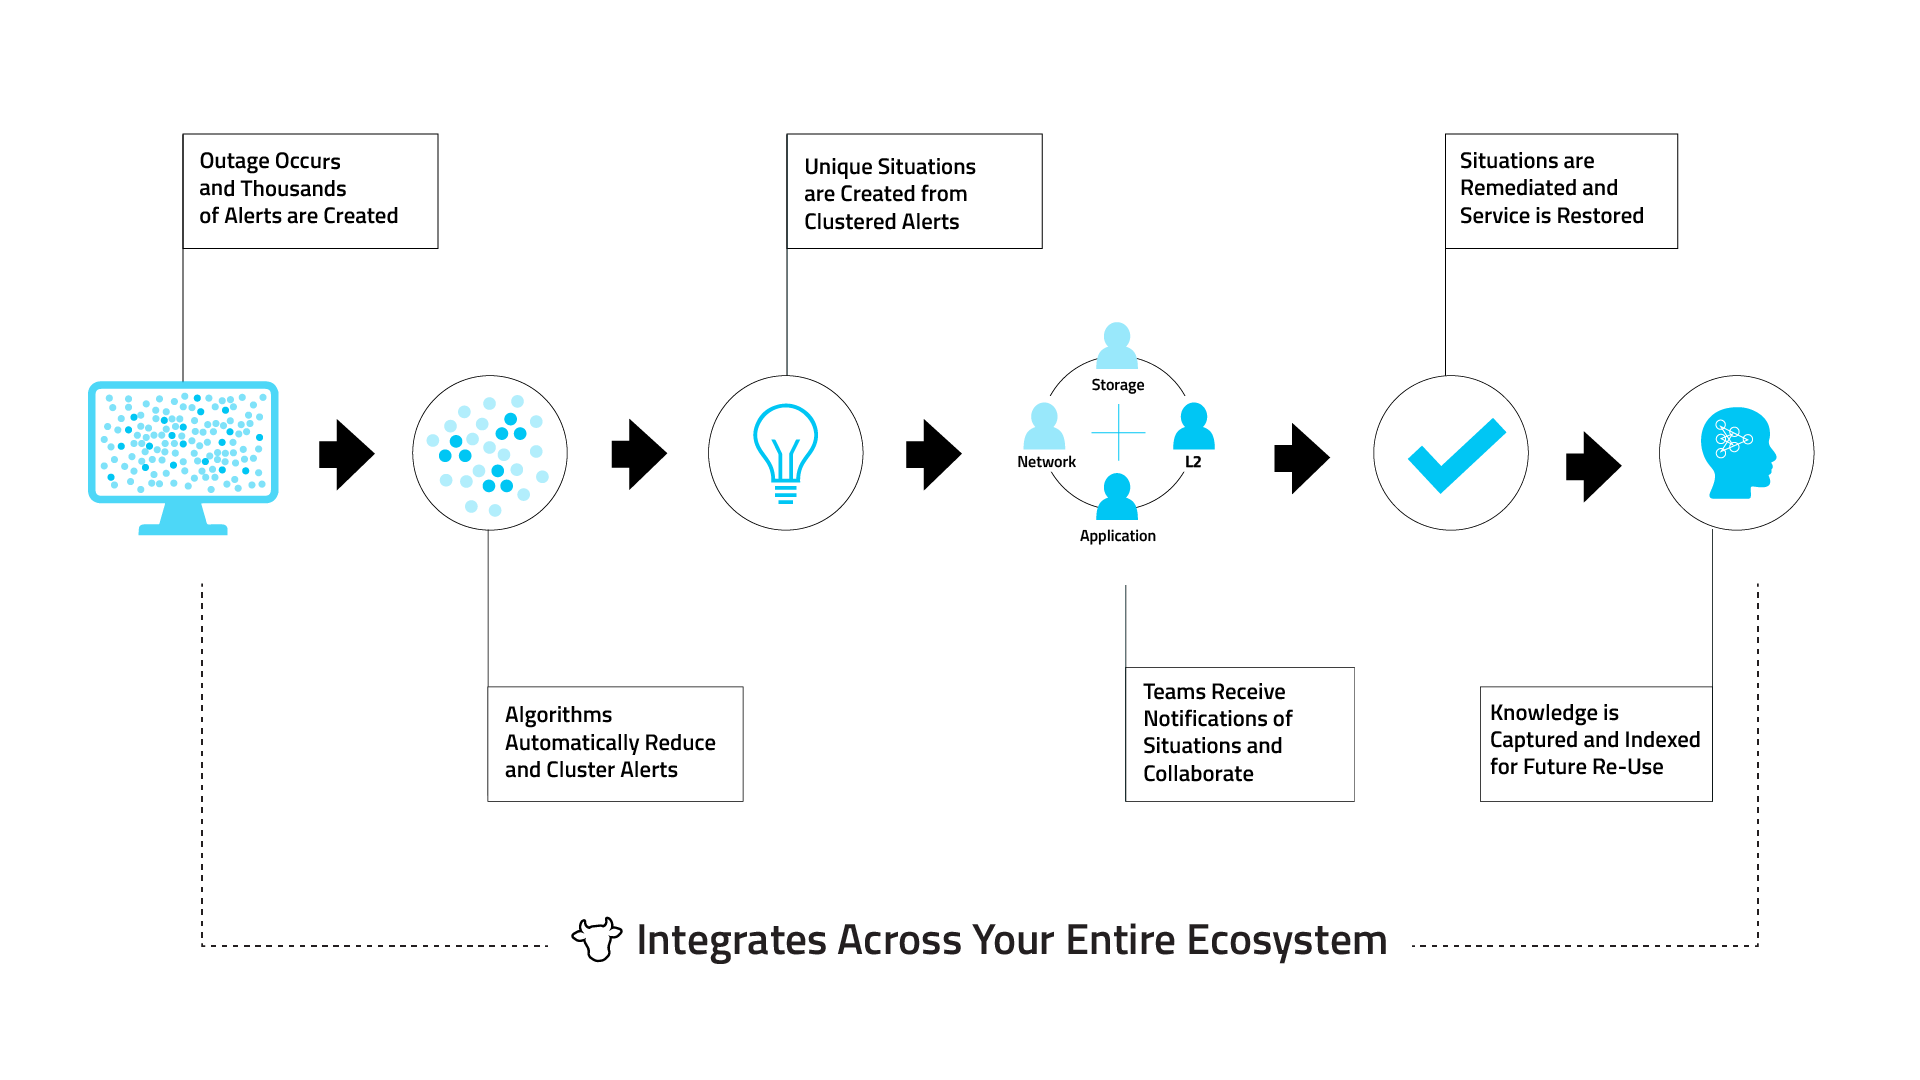 Outage Occurs
and Thousands
of Alerts are Created
Unique Situations
are Created from
Clustered Alerts
Situations are
Remediated and
Service is Restored
Storage
Network
L2
Application
Algorithms
Automatically Reduce
and Cluster Alerts
Teams Receive
Notifications of
Situations and
Collaborate
Knowledge is
Captured and Indexed
for Future Re-Use
Integrates Across Your Entire Ecosystem